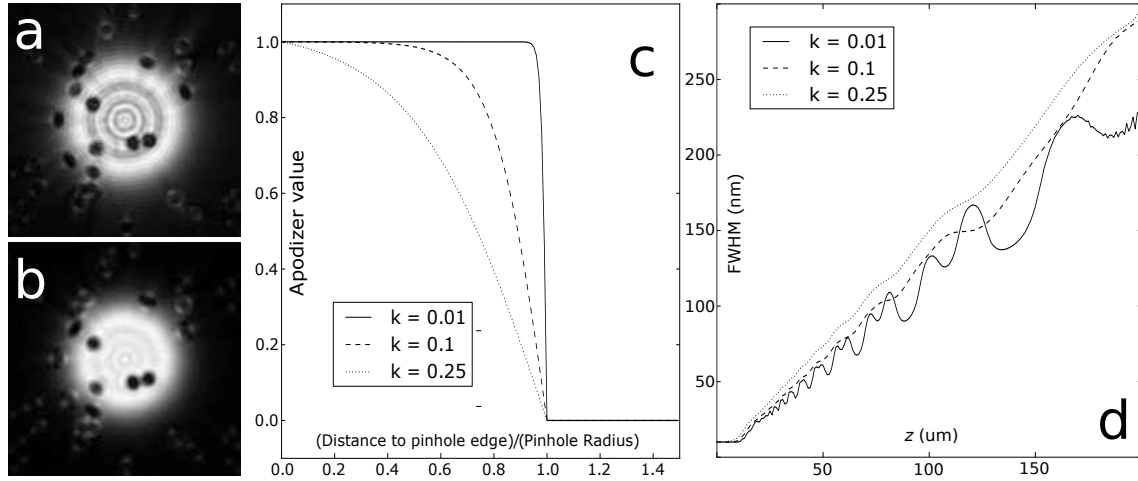 a
b
c
1.0
0.8
0.6
0.4
0.2
0.0
Apodizer value
k = 0.01
k = 0.1
k = 0.25
(Distance to pinhole edge)/(Pinhole Radius)
0.0 0.2 0.4 0.6 0.8 1.0 1.2 1.4
d
k = 0.01
k = 0.1
k = 0.25
250
200
150
100
50
FWHM (nm)
z (um)
50 100 150